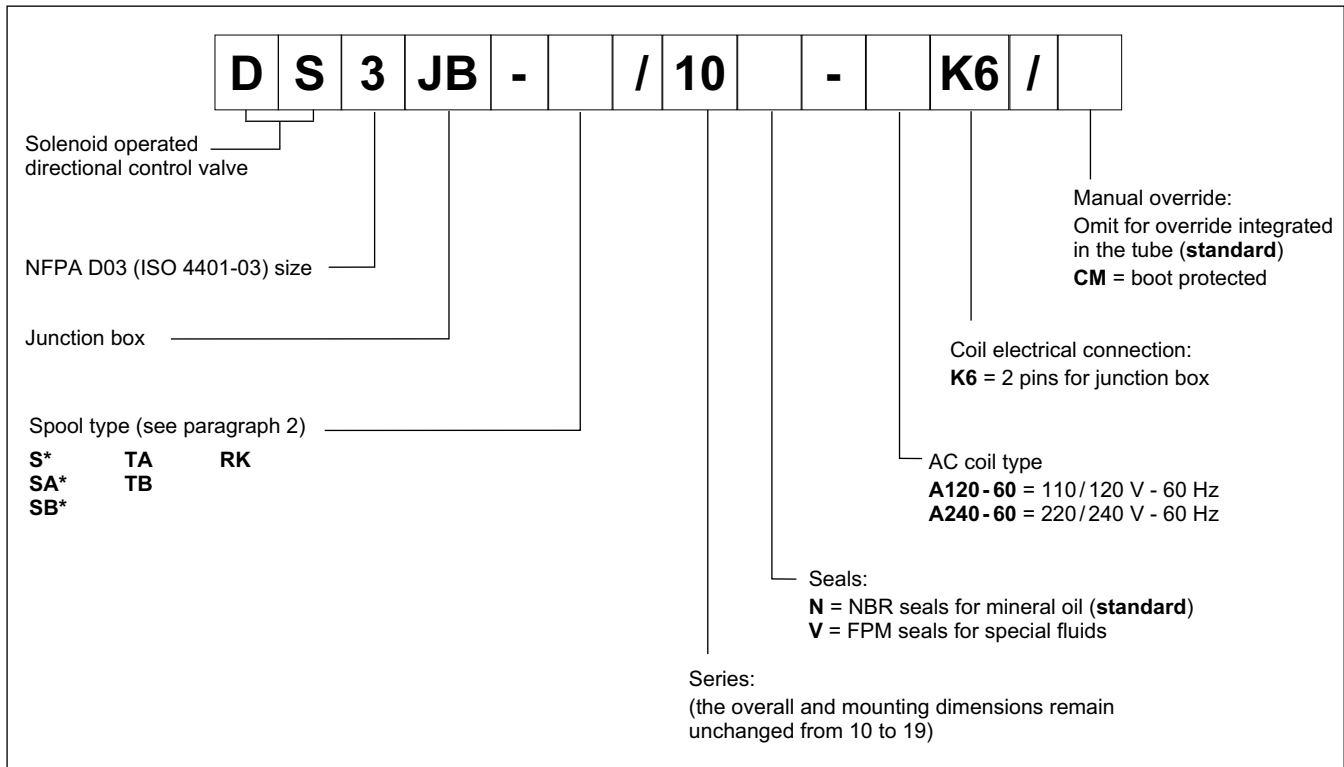 D S 3 JB - / 10 - K6 /
Solenoid operated
directional control valve
NFPA D03 (ISO 4401-03) size
Junction box
Spool type (see paragraph 2)
S* TA RK
SA* TB
SB*
Manual override:
Omit for override integrated
in the tube (standard)
CM = boot protected
Coil electrical connection:
K6 = 2 pins for junction box
AC coil type
A120-60 = 110/120 V - 60 Hz
A240-60 = 220/240 V - 60 Hz
Seals:
N = NBR seals for mineral oil (standard)
V = FPM seals for special fluids
Series:
(the overall and mounting dimensions remain
unchanged from 10 to 19)